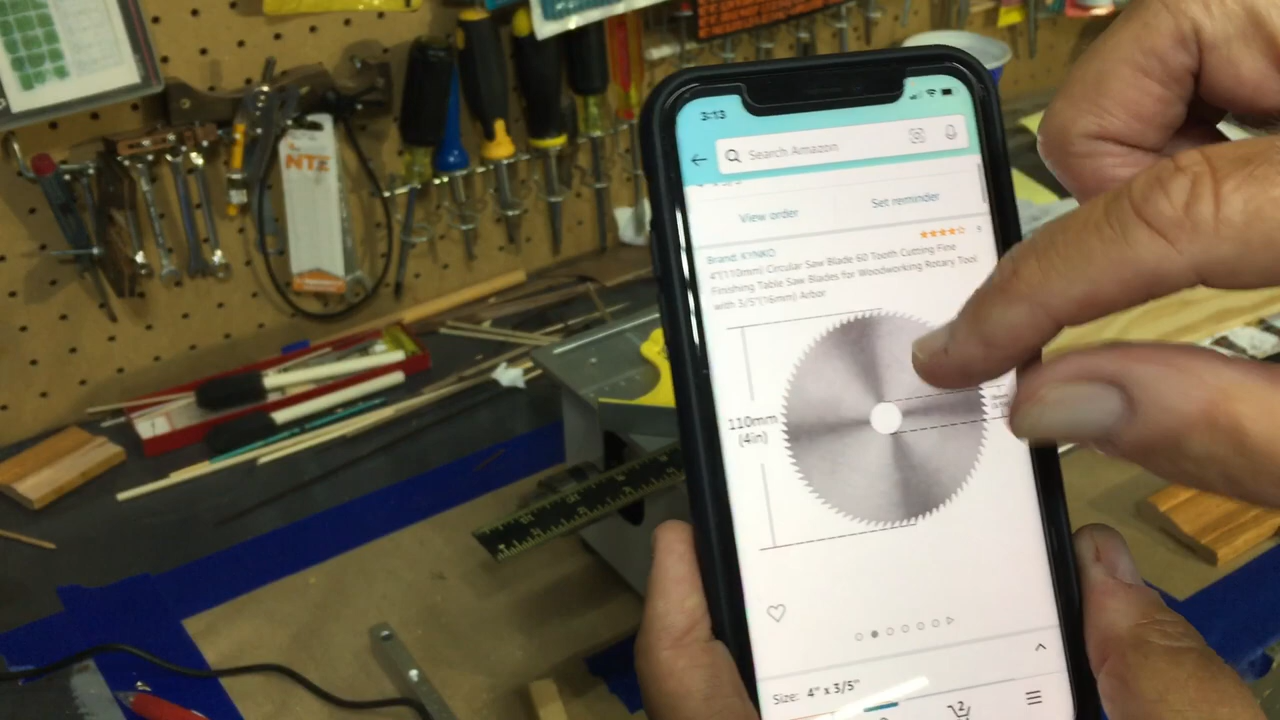 NTE
3:13
Search Amazon
View order
Set reminder
Brand: KYNKO
4"(110mm) Circular Saw Blade 60 Tooth Cutting Fine
Finishing Table Saw Blades for Woodworking Rotary Tool
with 3/5"(16mm) Arbor
110mm
(4in)
Size: 4" x 3/5"
2